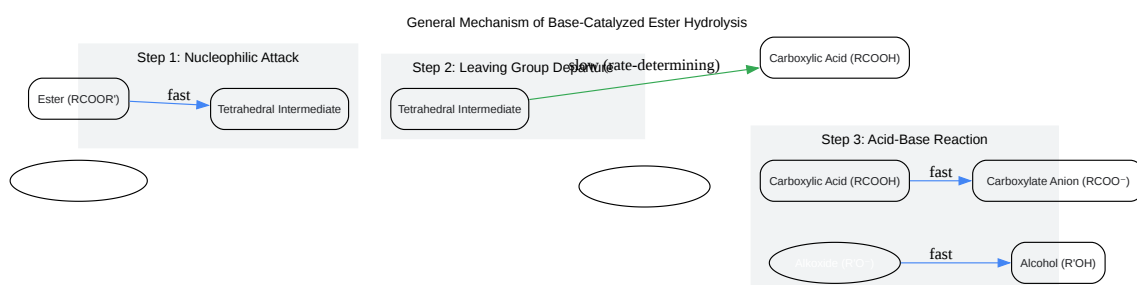 General Mechanism of Base-Catalyzed Ester Hydrolysis
Step 1: Nucleophilic Attack
Ester (RCOOR')
fast
Tetrahedral Intermediate
Step 2: Leaving Group Departure
slow (rate-determining)
Tetrahedral Intermediate
Carboxylic Acid (RCOOH)
Step 3: Acid-Base Reaction
Carboxylic Acid (RCOOH)
fast
Carboxylate Anion (RCOO⁻)
Alkoxide (R'O⁻)
fast
Alcohol (R'OH)